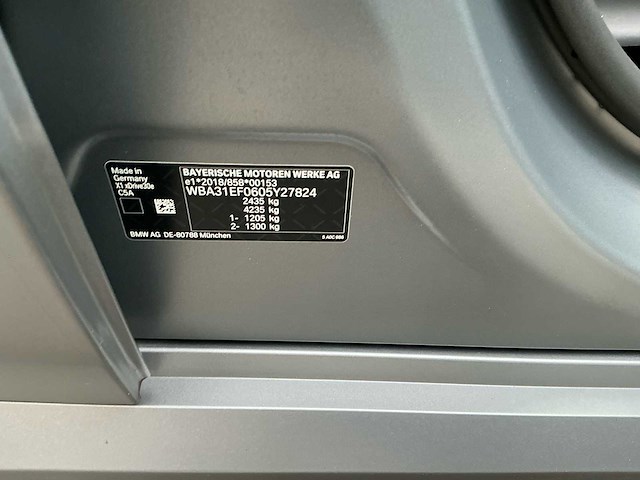 Made in
Germany
X1 xDrive30e
C5A
BAYERISCHE MOTOREN WERKE AG
e1*2018/858*00153
WBA31EF0605Y27824
2435 kg
4235 kg
1- 1205 kg
2- 1300 kg
BMW AG DE-80788 München